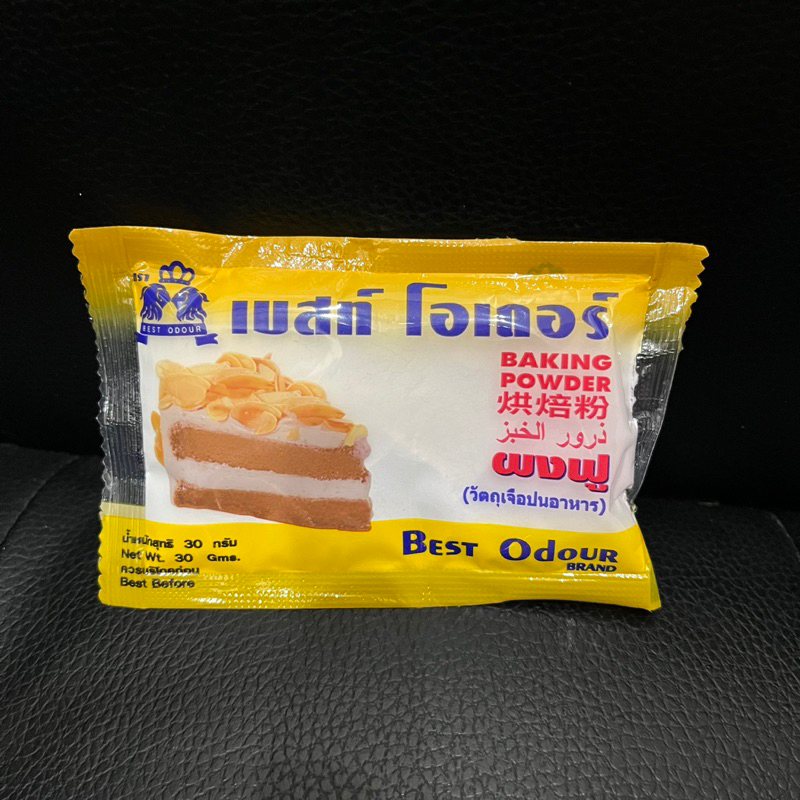 ตรา
BEST ODOUR
เบสท์ โอเดอร์
BAKING
POWDER
烘焙粉
ذرور الخبز
ผงฟู
(วัตถุเจือปนอาหาร)
น้ำหนักสุทธิ 30 กรัม
Net Wt. 30 Gms.
ควรบริโภคก่อน
Best Before
BEST ODOUR
BRAND